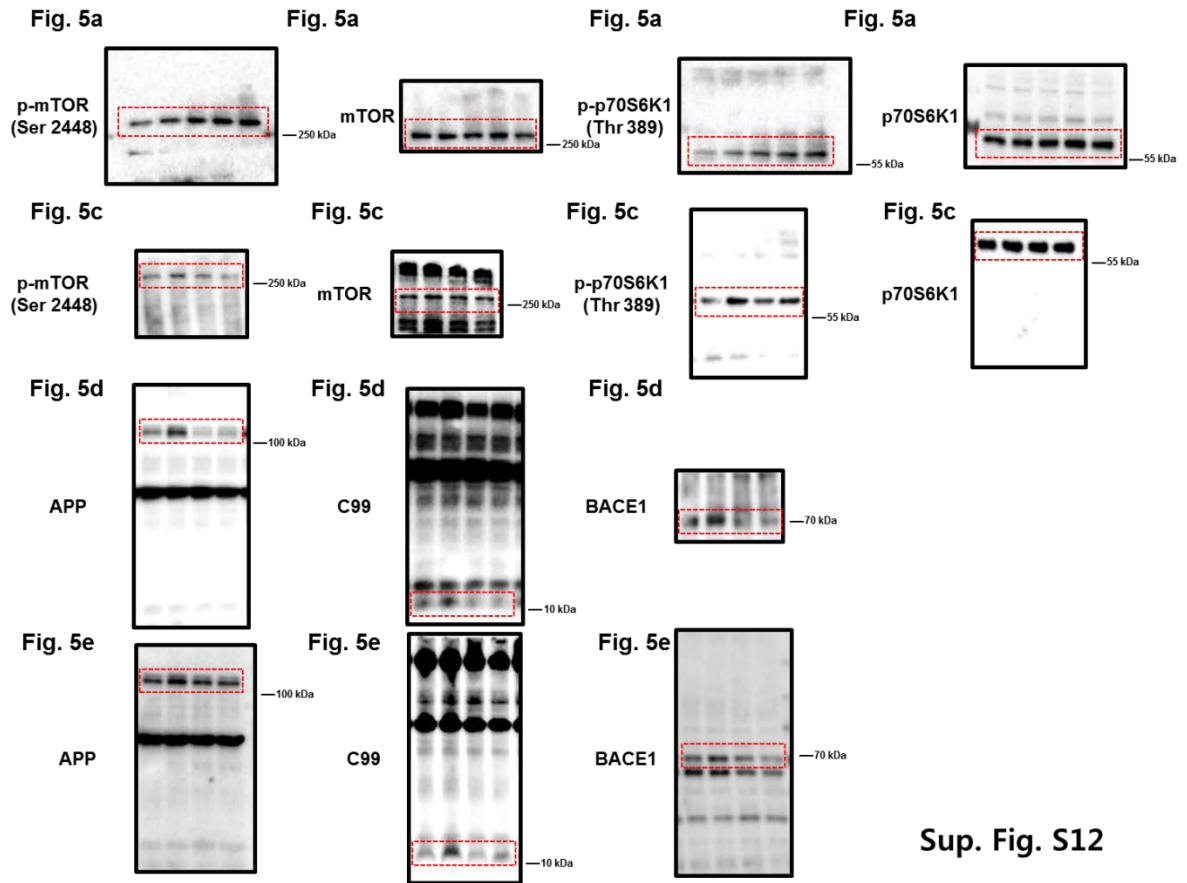 Fig. 5a
Fig. 5a
Fig. 5a
Fig. 5a
p-mTOR
(Ser 2448)
—250 kDa
mTOR
—250 kDa
p-p70S6K1
(Thr 389)
—55 kDa
p70S6K1
—55 kDa
Fig. 5c
Fig. 5c
Fig. 5c
Fig. 5c
p-mTOR
(Ser 2448)
—250 kDa
mTOR
—250 kDa
p-p70S6K1
(Thr 389)
—55 kDa
p70S6K1
—55 kDa
Fig. 5d
Fig. 5d
Fig. 5d
APP
—100 kDa
C99
—10 kDa
BACE1
—70 kDa
Fig. 5e
Fig. 5e
Fig. 5e
APP
—100 kDa
C99
—10 kDa
BACE1
—70 kDa
Sup. Fig. S12